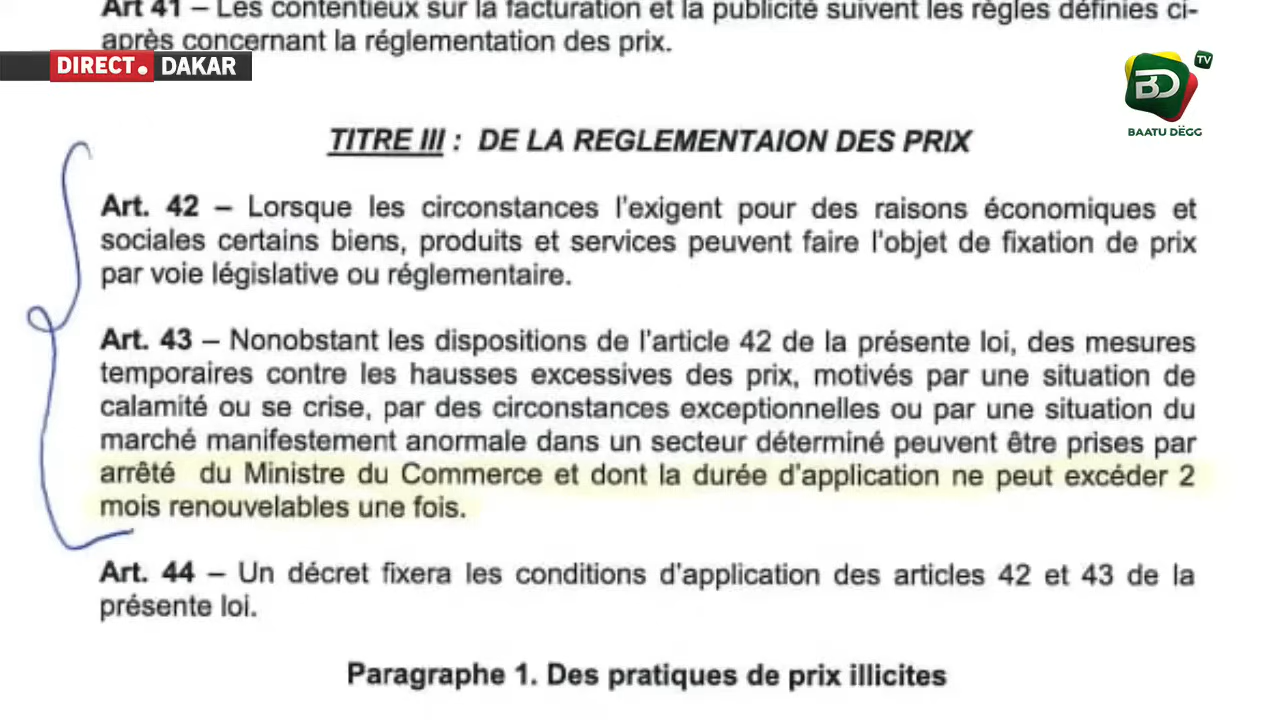 Art 41 – Les contentieux sur la facturation et la publicité suivent les règles définies ci-
après concernant la réglementation des prix.
DIRECT. DAKAR
TV
BD
BAATU DËGG
TITRE III : DE LA REGLEMENTAION DES PRIX
Art. 42 – Lorsque les circonstances l'exigent pour des raisons économiques et
sociales certains biens, produits et services peuvent faire l'objet de fixation de prix
par voie législative ou réglementaire.
Art. 43 – Nonobstant les dispositions de l'article 42 de la présente loi, des mesures
temporaires contre les hausses excessives des prix, motivés par une situation de
calamité ou se crise, par des circonstances exceptionnelles ou par une situation du
marché manifestement anormale dans un secteur déterminé peuvent être prises par
arrêté du Ministre du Commerce et dont la durée d'application ne peut excéder 2
mois renouvelables une fois.
Art. 44 – Un décret fixera les conditions d'application des articles 42 et 43 de la
présente loi.
Paragraphe 1. Des pratiques de prix illicites